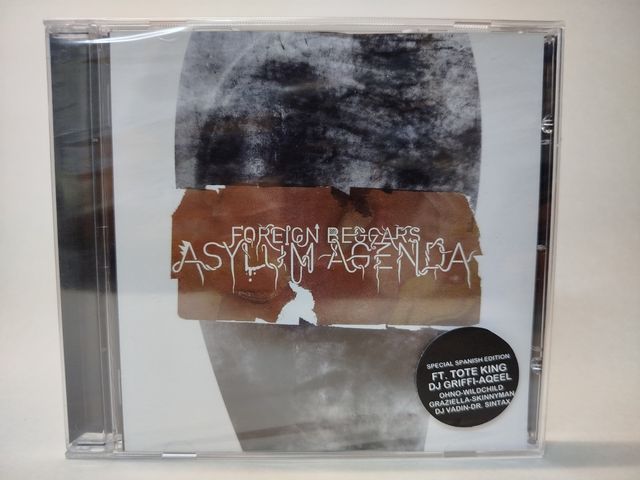 FOREIGN BEGGARS
ASYLUM AGENDA
SPECIAL SPANISH EDITION
FT. TOTE KING
DJ GRIFFI-AQEEL
OHNO-WILDCHILD
GRAZIELLA-SKINNYMAN
DJ VADIN-DR. SINTAX